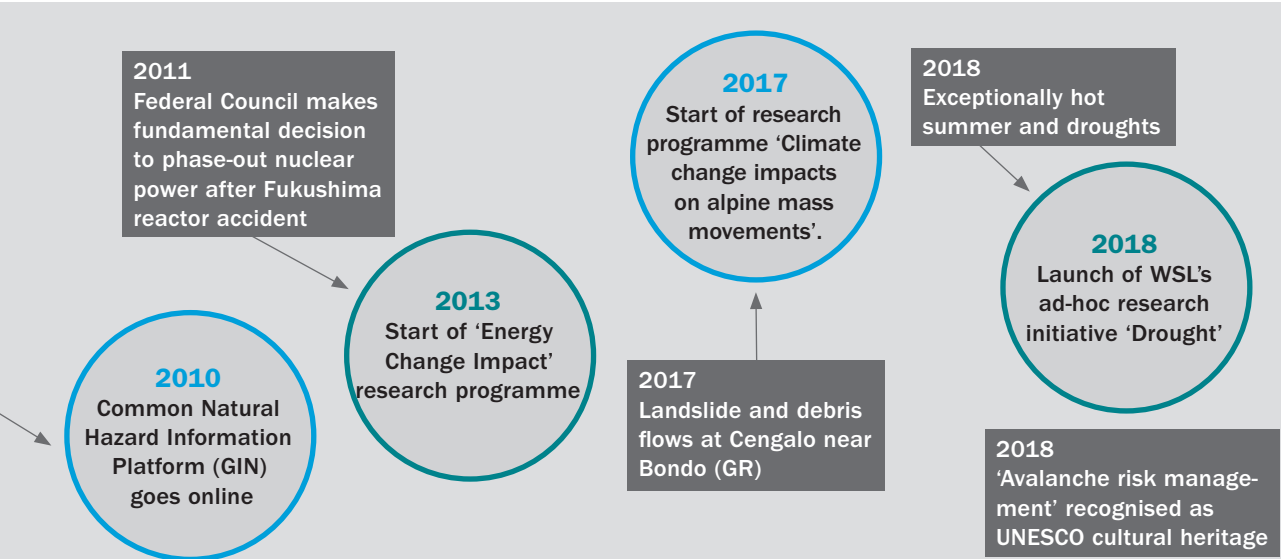 2011
Federal Council makes
fundamental decision
to phase-out nuclear
power after Fukushima
reactor accident
2010
Common Natural
Hazard Information
Platform (GIN)
goes online
2013
Start of ‘Energy
Change Impact’
research programme
2017
Start of research
programme ‘Climate
change impacts
on alpine mass
movements’.
2017
Landslide and debris
flows at Cengalo near
Bondo (GR)
2018
Exceptionally hot
summer and droughts
2018
Launch of WSL’s
ad-hoc research
initiative ‘Drought’
2018
‘Avalanche risk manage-
ment’ recognised as
UNESCO cultural heritage